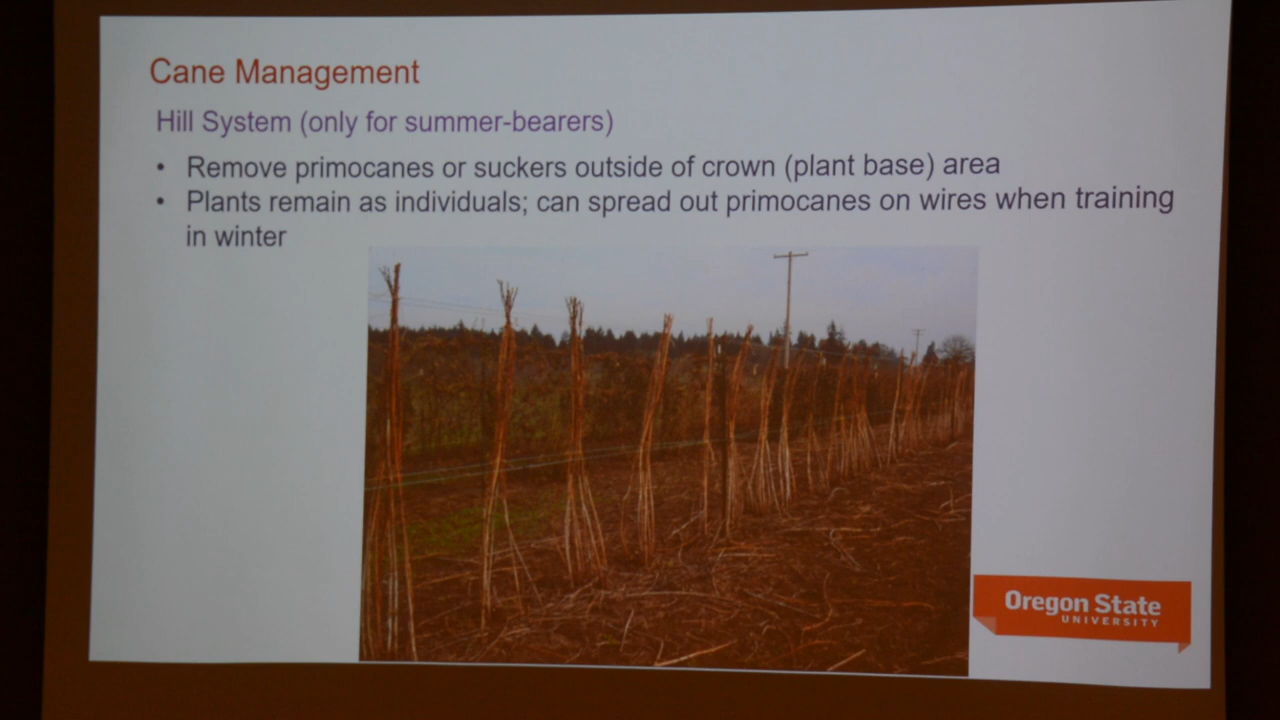 Cane Management
Hill System (only for summer-bearers)
• Remove primocanes or suckers outside of crown (plant base) area
• Plants remain as individuals; can spread out primocanes on wires when training
in winter
Oregon State
UNIVERSITY